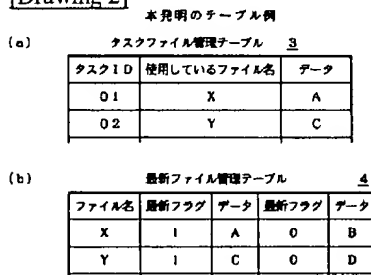 [Drawing 2]
本発明のテーブル例
(a) タスクファイル管理テーブル 3
タスクID 使用しているファイル名 データ
01 X A
02 Y C
(b) 最新ファイル管理テーブル 4
ファイル名 最新フラグ データ 最新フラグ データ
X 1 A 0 B
Y 1 C 0 D